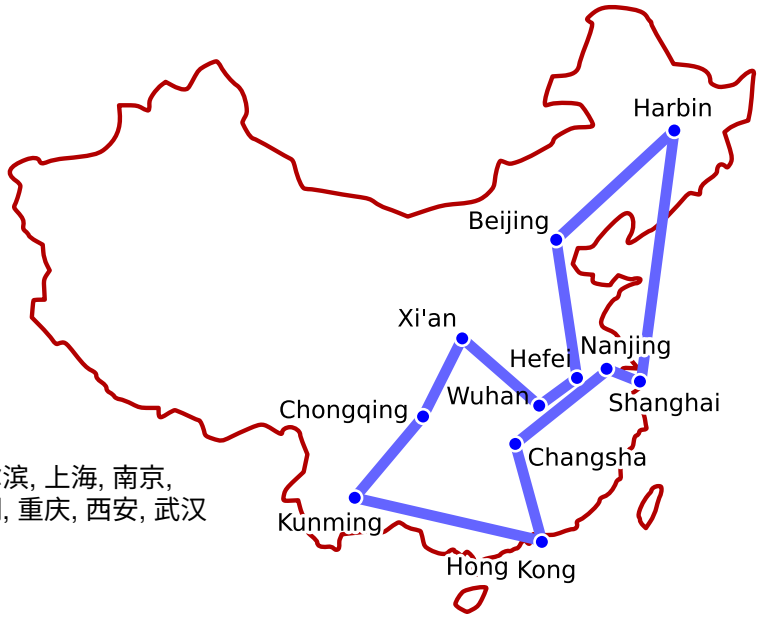 Harbin
Beijing
Xi'an
Nanjing
Hefei
Wuhan
Shanghai
Chongqing
Changsha
滨, 上海, 南京,
, 重庆, 西安, 武汉
Kunming
Hong Kong